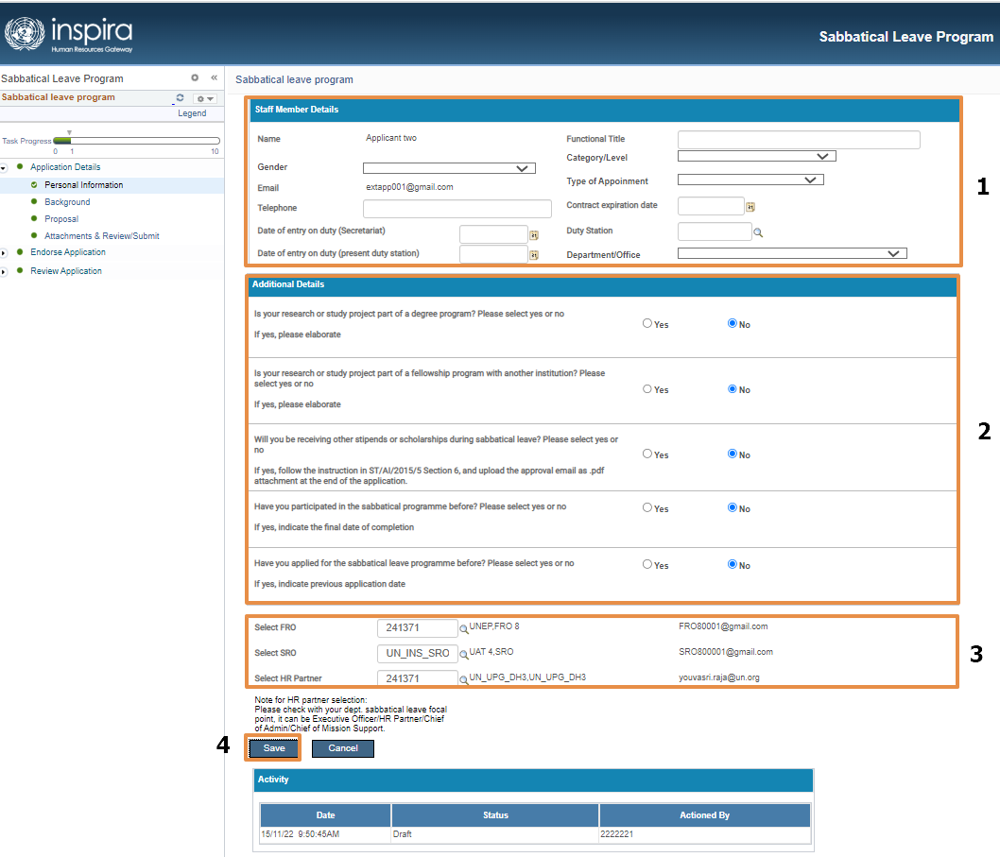 inspira
Human Resources Gateway
Sabbatical Leave Program
Sabbatical Leave Program «
Sabbatical leave program
Legend
Task Progress
0 1 10
Application Details
Personal Information
Background
Proposal
Attachments & Review/Submit
Endorse Application
Review Application
Sabbatical leave program
Staff Member Details
Name Applicant two Functional Title
Category/Level
Gender
Type of Appoinment
Email extapp001@gmail.com
Telephone Contract expiration date
Date of entry on duty (Secretariat) Duty Station
Date of entry on duty (present duty station) Department/Office
1
Additional Details
Is your research or study project part of a degree program? Please select yes or no
Yes No
If yes, please elaborate
Is your research or study project part of a fellowship program with another institution? Please
select yes or no
Yes No
If yes, please elaborate
Will you be receiving other stipends or scholarships during sabbatical leave? Please select yes or
no
Yes No
If yes, follow the instruction in ST/AI/2015/5 Section 6, and upload the approval email as .pdf
attachment at the end of the application.
Have you participated in the sabbatical programme before? Please select yes or no
Yes No
If yes, indicate the final date of completion
Have you applied for the sabbatical leave programme before? Please select yes or no
Yes No
If yes, indicate previous application date
2
Select FRO 241371 UNEP,FRO 8 FRO80001@gmail.com
Select SRO UN_INS_SRO UAT 4,SRO SRO800001@gmail.com
Select HR Partner 241371 UN_UPG_DH3,UN_UPG_DH3 youvasri.raja@un.org
3
Note for HR partner selection:
Please check with your dept. sabbatical leave focal
point, it can be Executive Officer/HR Partner/Chief
of Admin/Chief of Mission Support.
4
Save Cancel
Activity
Date Status Actioned By
15/11/22 9:50:45AM Draft 2222221